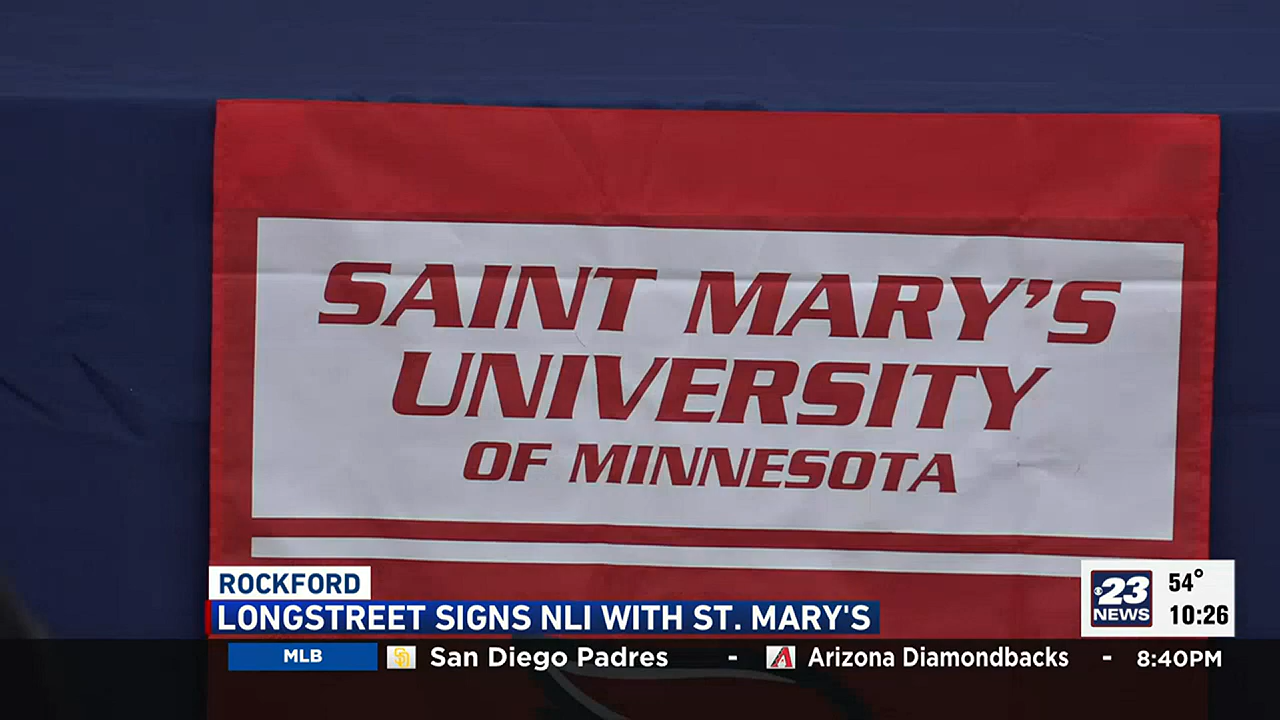 SAINT MARY'S
UNIVERSITY
OF MINNESOTA
ROCKFORD
LONGSTREET SIGNS NLI WITH ST. MARY'S
23
NEWS
54°
10:26
MLB
San Diego Padres - Arizona Diamondbacks - 8:40PM